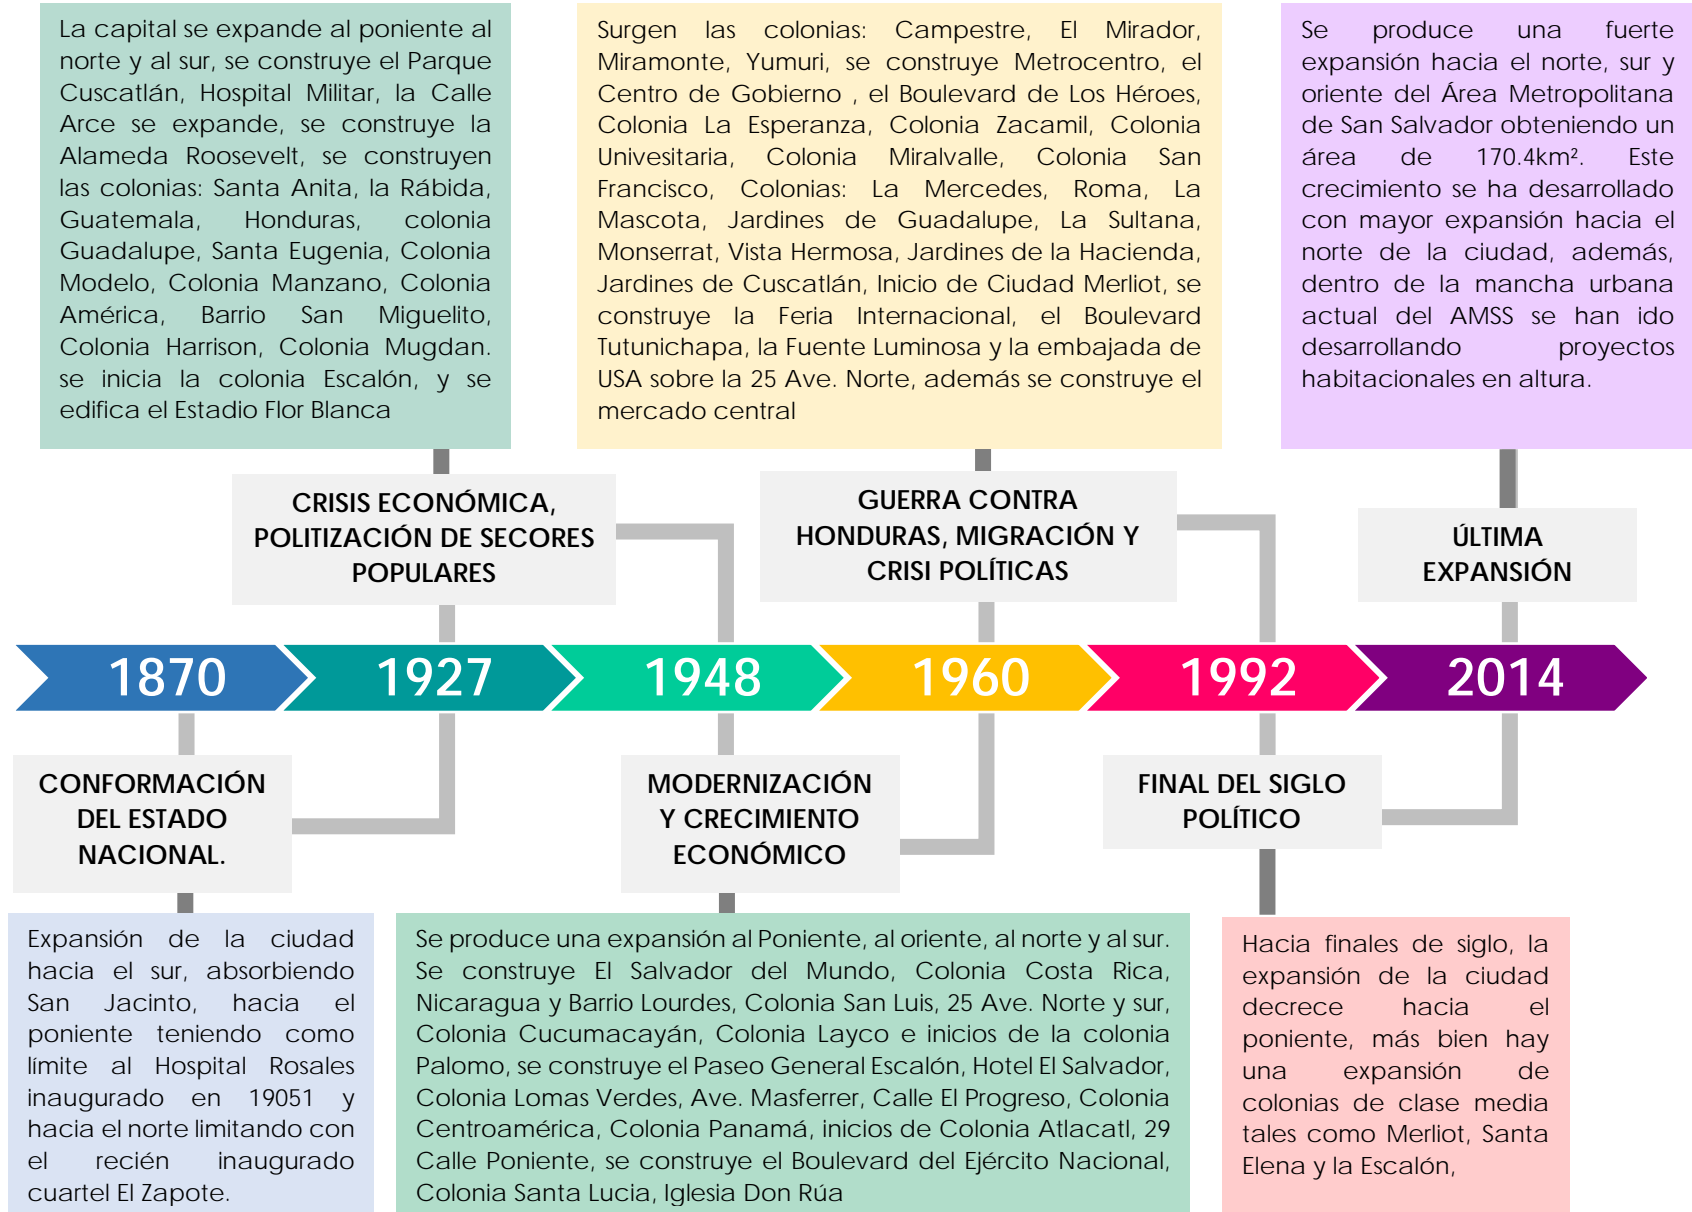 La capital se expande al poniente al
norte y al sur, se construye el Parque
Cuscatlán, Hospital Militar, la Calle
Arce se expande, se construye la
Alameda Roosevelt, se construyen
las colonias: Santa Anita, la Rábida,
Guatemala, Honduras, colonia
Guadalupe, Santa Eugenia, Colonia
Modelo, Colonia Manzano, Colonia
América, Barrio San Miguelito,
Colonia Harrison, Colonia Mugdan.
se inicia la colonia Escalón, y se
edifica el Estadio Flor Blanca
Surgen las colonias: Campestre, El Mirador,
Miramonte, Yumuri, se construye Metrocentro, el
Centro de Gobierno , el Boulevard de Los Héroes,
Colonia La Esperanza, Colonia Zacamil, Colonia
Univesitaria, Colonia Miralvalle, Colonia San
Francisco, Colonias: La Mercedes, Roma, La
Mascota, Jardines de Guadalupe, La Sultana,
Monserrat, Vista Hermosa, Jardines de la Hacienda,
Jardines de Cuscatlán, Inicio de Ciudad Merliot, se
construye la Feria Internacional, el Boulevard
Tutunichapa, la Fuente Luminosa y la embajada de
USA sobre la 25 Ave. Norte, además se construye el
mercado central
Se produce una fuerte
expansión hacia el norte, sur y
oriente del Área Metropolitana
de San Salvador obteniendo un
área de 170.4km². Este
crecimiento se ha desarrollado
con mayor expansión hacia el
norte de la ciudad, además,
dentro de la mancha urbana
actual del AMSS se han ido
desarrollando proyectos
habitacionales en altura.
CRISIS ECONÓMICA,
POLITIZACIÓN DE SECORES
POPULARES
GUERRA CONTRA
HONDURAS, MIGRACIÓN Y
CRISI POLÍTICAS
ÚLTIMA
EXPANSIÓN
1870
1927
1948
1960
1992
2014
CONFORMACIÓN
DEL ESTADO
NACIONAL.
MODERNIZACIÓN
Y CRECIMIENTO
ECONÓMICO
FINAL DEL SIGLO
POLÍTICO
Expansión de la ciudad
hacia el sur, absorbiendo
San Jacinto, hacia el
poniente teniendo como
límite al Hospital Rosales
inaugurado en 19051 y
hacia el norte limitando con
el recién inaugurado
cuartel El Zapote.
Se produce una expansión al Poniente, al oriente, al norte y al sur.
Se construye El Salvador del Mundo, Colonia Costa Rica,
Nicaragua y Barrio Lourdes, Colonia San Luis, 25 Ave. Norte y sur,
Colonia Cucumacayán, Colonia Layco e inicios de la colonia
Palomo, se construye el Paseo General Escalón, Hotel El Salvador,
Colonia Lomas Verdes, Ave. Masferrer, Calle El Progreso, Colonia
Centroamérica, Colonia Panamá, inicios de Colonia Atlacatl, 29
Calle Poniente, se construye el Boulevard del Ejército Nacional,
Colonia Santa Lucia, Iglesia Don Rúa
Hacia finales de siglo, la
expansión de la ciudad
decrece hacia el
poniente, más bien hay
una expansión de
colonias de clase media
tales como Merliot, Santa
Elena y la Escalón,